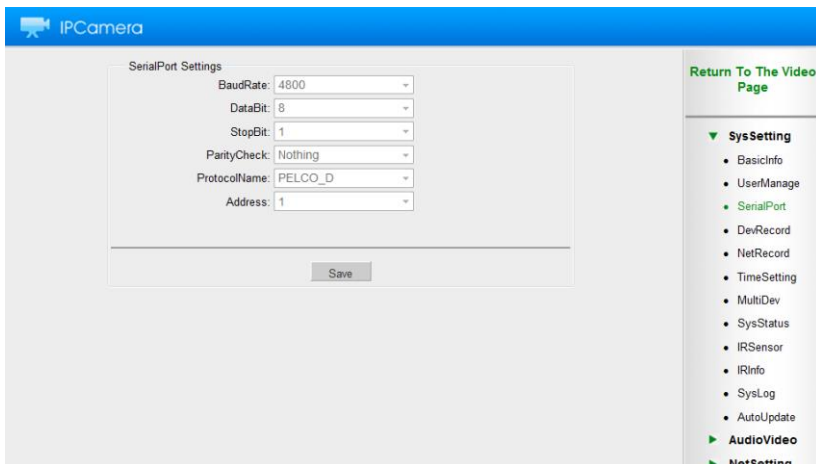 IPCamera
SerialPort Settings
BaudRate: 4800
DataBit: 8
StopBit: 1
ParityCheck: Nothing
ProtocolName: PELCO_D
Address: 1
Save
Return To The Video
Page
SysSetting
BasicInfo
UserManage
SerialPort
DevRecord
NetRecord
TimeSetting
MultiDev
SysStatus
IRSensor
IRInfo
SysLog
AutoUpdate
AudioVideo
NetSetting